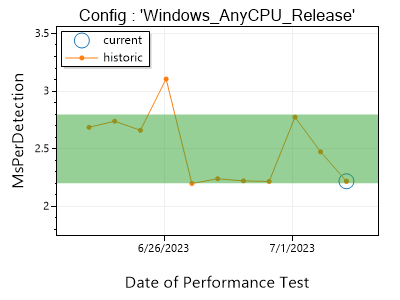 Config : 'Windows_AnyCPU_Release'
current
historic
3.5
3
2.5
2
MsPerDetection
6/26/2023
7/1/2023
Date of Performance Test